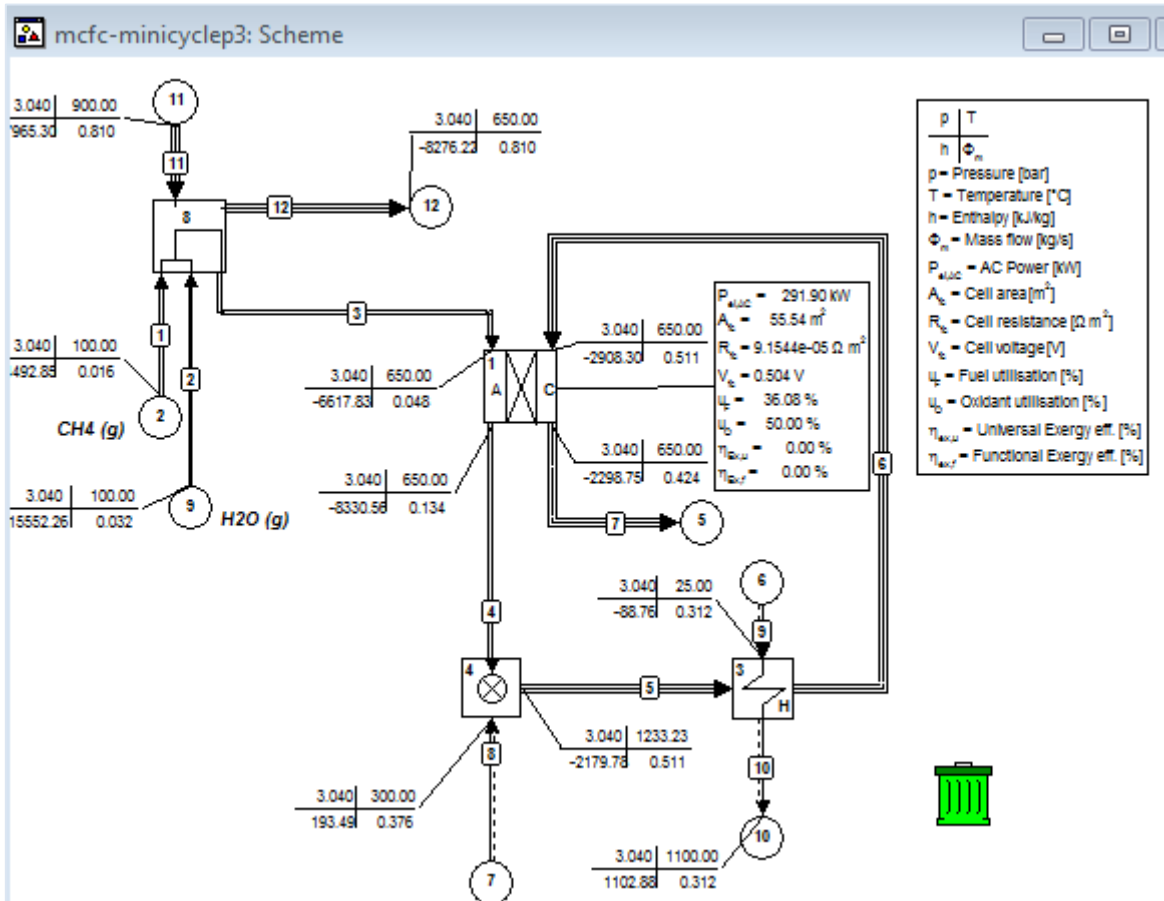 mcfc-minicyclep3: Scheme
11
3.040 900.00
7965.30 0.810
11
3.040 650.00
-8276.22 0.810
8
12
12
p T
h Φm
p = Pressure [bar]
T = Temperature [°C]
h = Enthalpy [kJ/kg]
Φm = Mass flow [kg/s]
Pel,AC = AC Power [kW]
Afc = Cell area [m²]
Rfc = Cell resistance [Ω m²]
Vfc = Cell voltage [V]
uF = Fuel utilisation [%]
uO = Oxidant utilisation [%]
ηex,u = Universal Exergy eff. [%]
ηex,f = Functional Exergy eff. [%]
3
1
3.040 100.00
-492.85 0.016
2
2
CH4 (g)
3.040 100.00
15552.26 0.032
9
H2O (g)
3.040 650.00
-6617.83 0.048
1
A C
3.040 650.00
-2908.30 0.511
Pel,AC = 291.90 kW
Afc = 55.54 m²
Rfc = 9.1544e-05 Ω m²
Vfc = 0.504 V
uF = 36.08 %
uO = 50.00 %
ηEx,u = 0.00 %
ηEx,f = 0.00 %
3.040 650.00
-8330.56 0.134
3.040 650.00
-2298.75 0.424
6
7
5
4
3.040 25.00
-88.76 0.312
6
9
4
5
3
H
3.040 1233.23
-2179.78 0.511
8
3.040 300.00
193.49 0.376
7
10
10
3.040 1100.00
1102.88 0.312